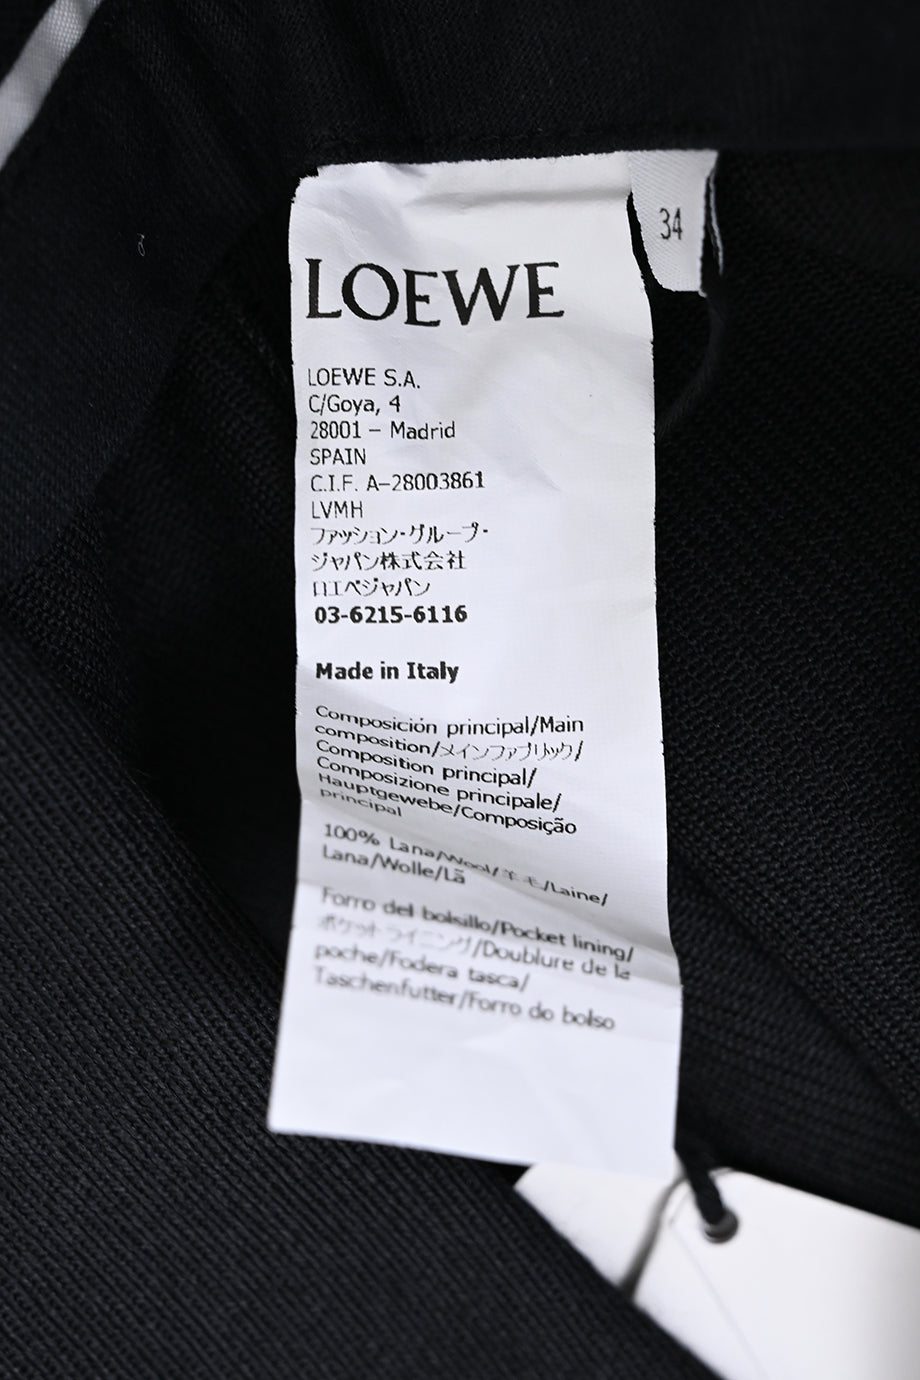 34
LOEWE
LOEWE S.A.
C/Goya, 4
28001 – Madrid
SPAIN
C.I.F. A-28003861
LVMH
ファッション・グループ・
ジャパン株式会社
ロエベジャパン
03-6215-6116
Made in Italy
Composición principal/Main
composition/メインファブリック/
Composition principal/
Composizione principale/
Hauptgewebe/Composição
principal
100% Lana/Wool/羊毛/Laine/
Lana/Wolle/Lã
Forro del bolsillo/Pocket lining/
ポケットライニング/Doublure de la
poche/Fodera tasca/
Taschenfutter/Forro do bolso